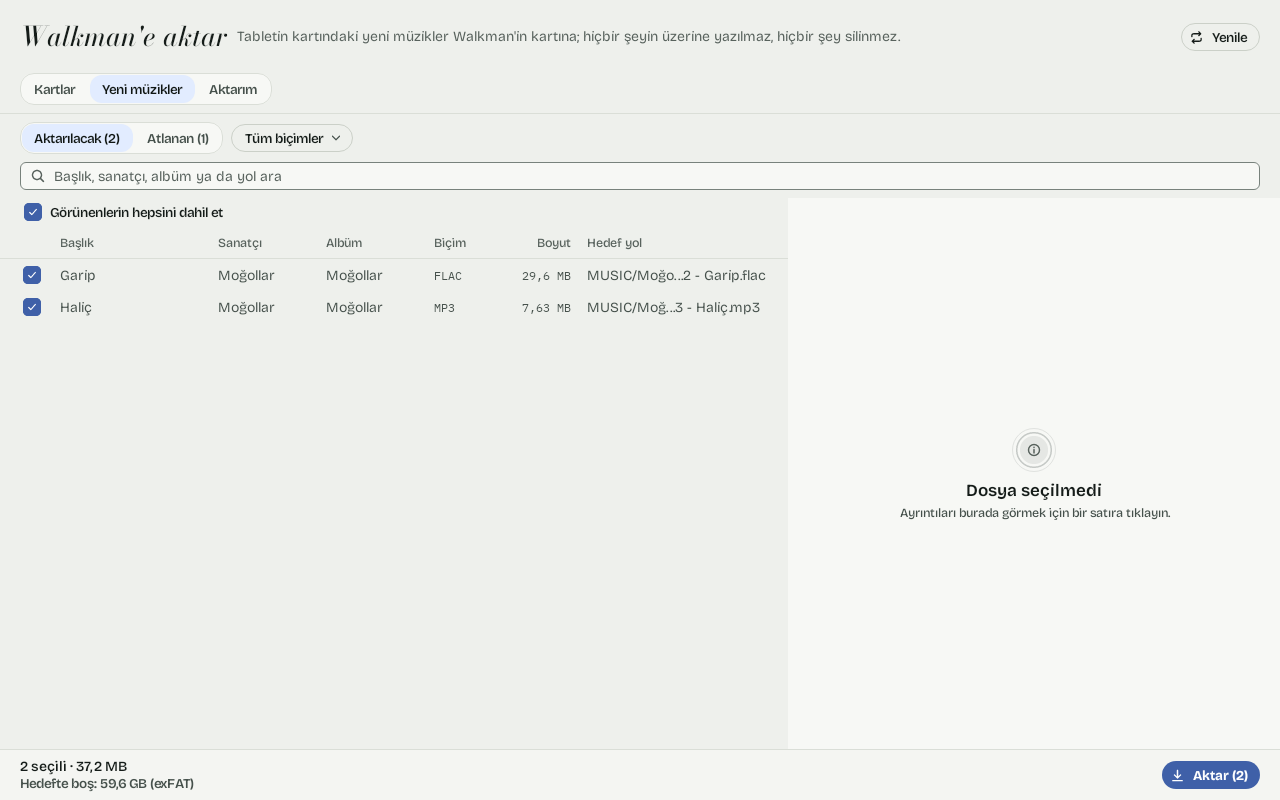 Walkman'e aktar Tabletin kartındaki yeni müzikler Walkman'in kartına; hiçbir şeyin üzerine yazılmaz, hiçbir şey silinmez. Yenile
Kartlar Yeni müzikler Aktarım
Aktarılacak (2) Atlanan (1) Tüm biçimler
Başlık, sanatçı, albüm ya da yol ara
Görünenlerin hepsini dahil et
Başlık Sanatçı Albüm Biçim Boyut Hedef yol
Garip Moğollar Moğollar FLAC 29,6 MB MUSIC/Moğo...2 - Garip.flac
Haliç Moğollar Moğollar MP3 7,63 MB MUSIC/Moğ...3 - Haliç.mp3
Dosya seçilmedi
Ayrıntıları burada görmek için bir satıra tıklayın.
2 seçili · 37,2 MB
Hedefte boş: 59,6 GB (exFAT)
Aktar (2)